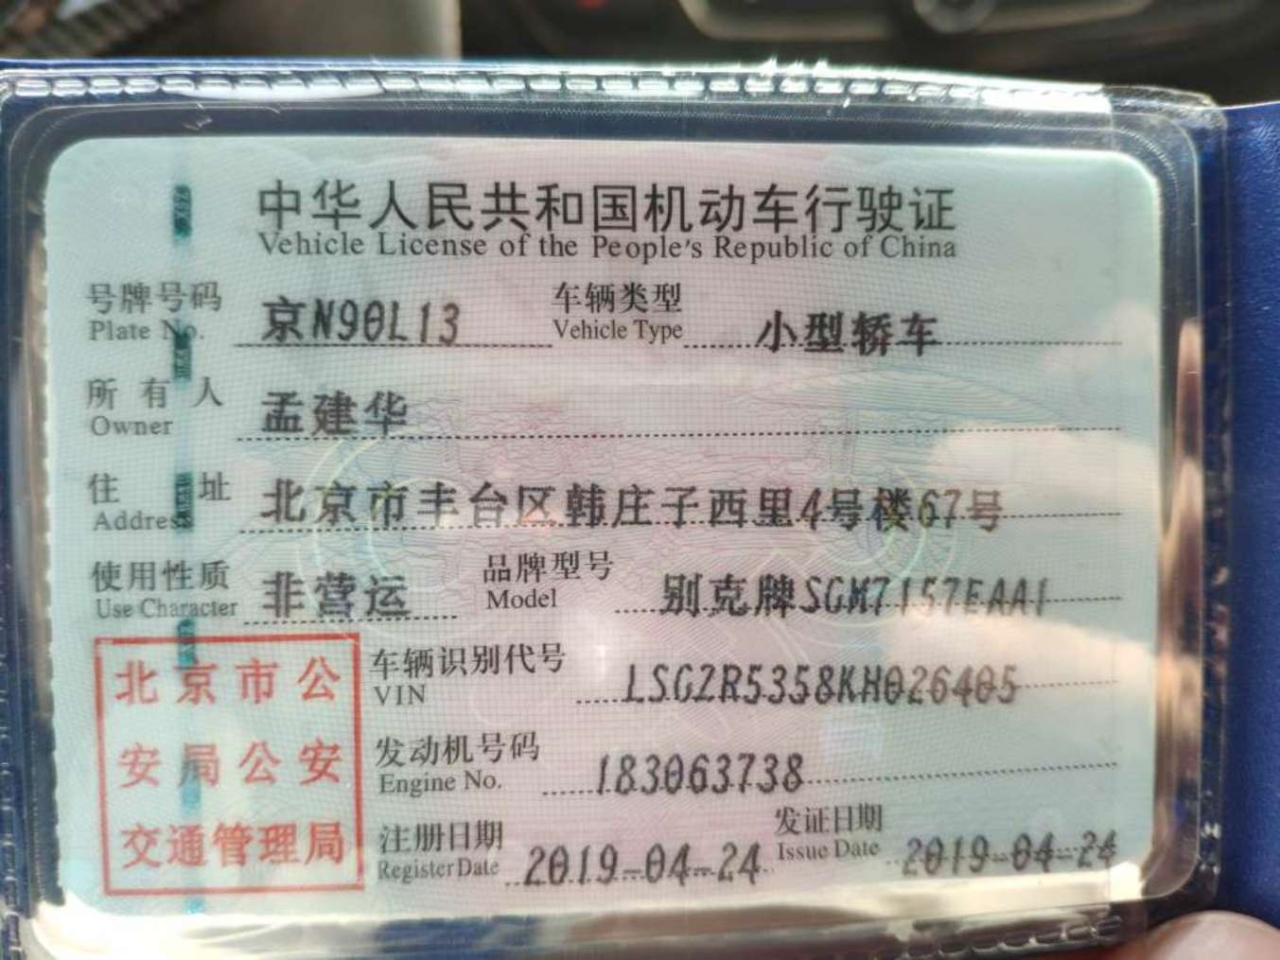 中华人民共和国机动车行驶证
Vehicle License of the People's Republic of China
号牌号码 京N90L13 车辆类型 小型轿车
Plate No. Vehicle Type
所有人 孟建华
Owner
住址 北京市丰台区韩庄子西里4号楼67号
Address
使用性质 非营运 品牌型号 别克牌SGM7157EAA1
Use Character Model
车辆识别代号 LSGZR5358KH026405
VIN
发动机号码 183063738
Engine No.
注册日期 2019-04-24 发证日期 2019-04-24
Register Date Issue Date
北京市公
安局公安
交通管理局